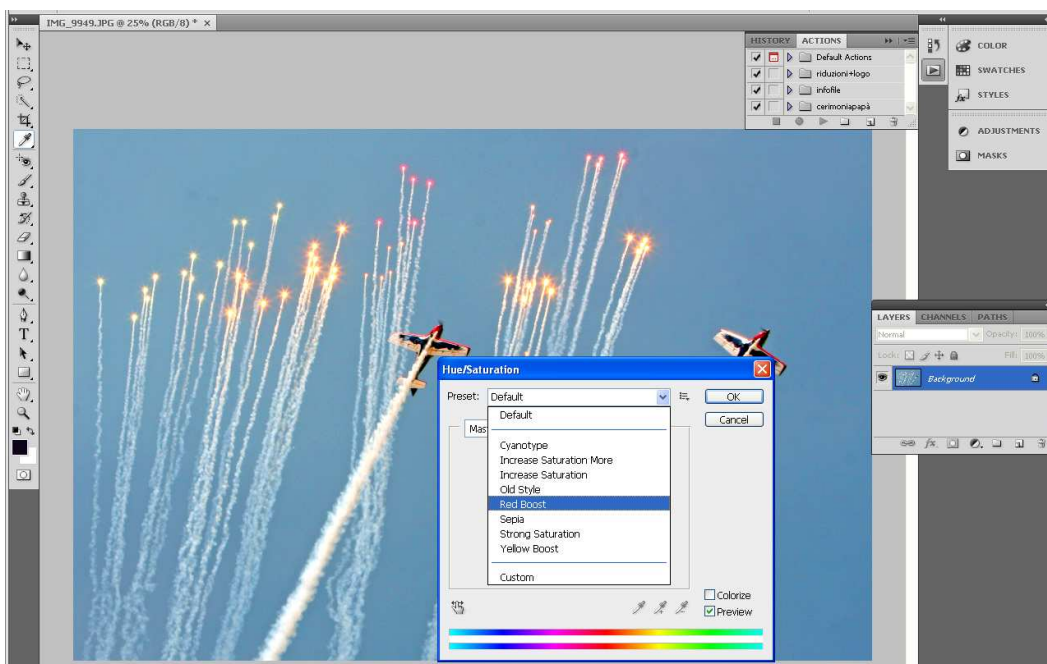 IMG_9949.JPG @ 25% (RGB/8) * x
HISTORY ACTIONS
Default Actions
riduzioni+logo
infofile
cerimoniapapà
COLOR
SWATCHES
STYLES
ADJUSTMENTS
MASKS
LAYERS CHANNELS PATHS
Normal Opacity: 100%
Lock: Fill: 100%
Background
Hue/Saturation
Preset: Default OK
Default Cancel
Mas
Cyanotype
Increase Saturation More
Increase Saturation
Old Style
Red Boost
Sepia
Strong Saturation
Yellow Boost
Custom
Colorize
Preview